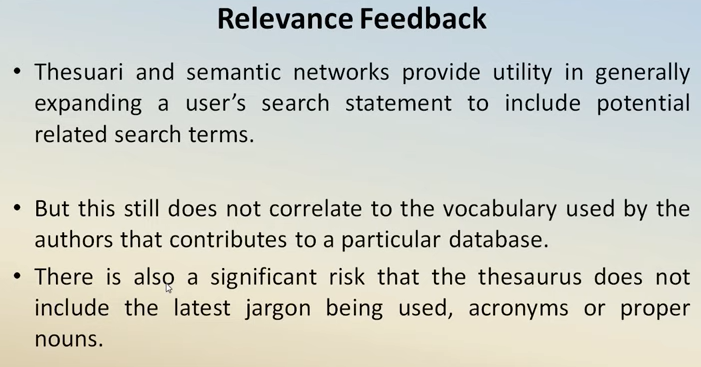 Relevance Feedback
• Thesuari and semantic networks provide utility in generally
expanding a user’s search statement to include potential
related search terms.
• But this still does not correlate to the vocabulary used by the
authors that contributes to a particular database.
• There is also a significant risk that the thesaurus does not
include the latest jargon being used, acronyms or proper
nouns.